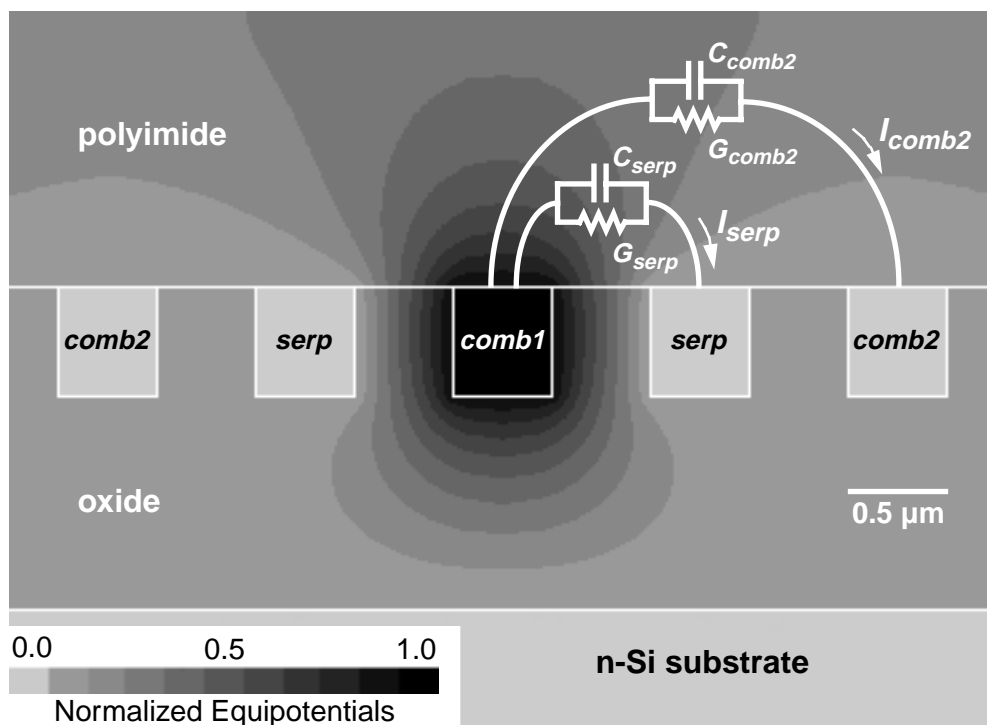 C_comb2
polyimide
G_comb2
I_comb2
C_serp
G_serp
I_serp
comb2 serp comb1 serp comb2
oxide
0.5 µm
0.0 0.5 1.0
n-Si substrate
Normalized Equipotentials